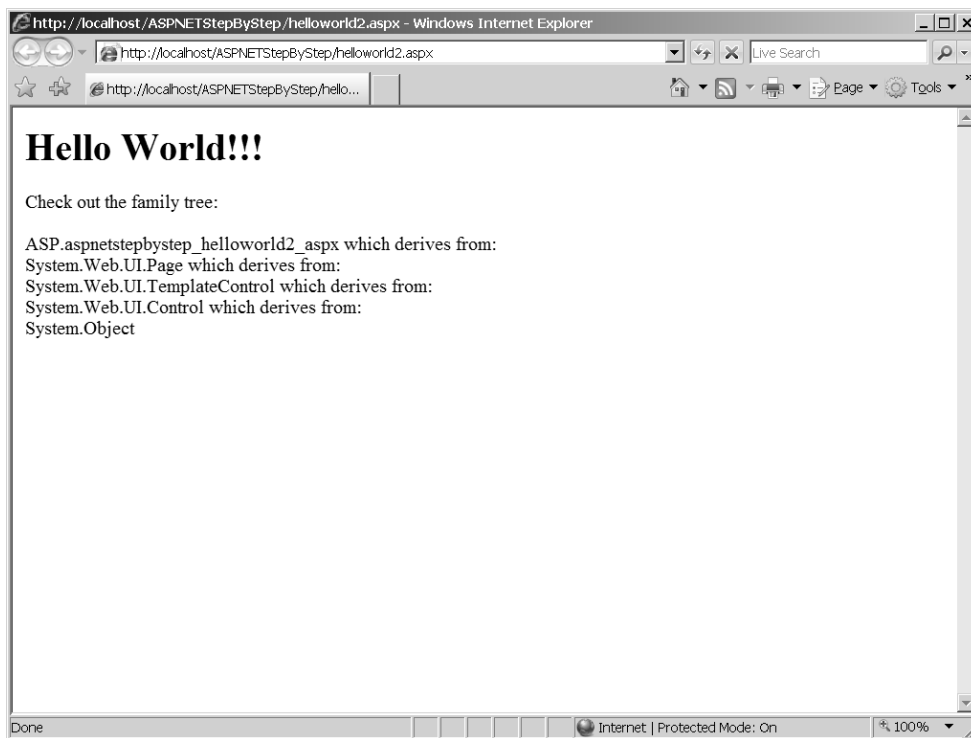 http://localhost/ASPNETStepByStep/helloworld2.aspx - Windows Internet Explorer
http://localhost/ASPNETStepByStep/helloworld2.aspx
Live Search
http://localhost/ASPNETStepByStep/hello...
Page
Tools
»
Hello World!!!
Check out the family tree:
ASP.aspnetstepbystep_helloworld2_aspx which derives from:
System.Web.UI.Page which derives from:
System.Web.UI.TemplateControl which derives from:
System.Web.UI.Control which derives from:
System.Object
Done
Internet | Protected Mode: On
100%